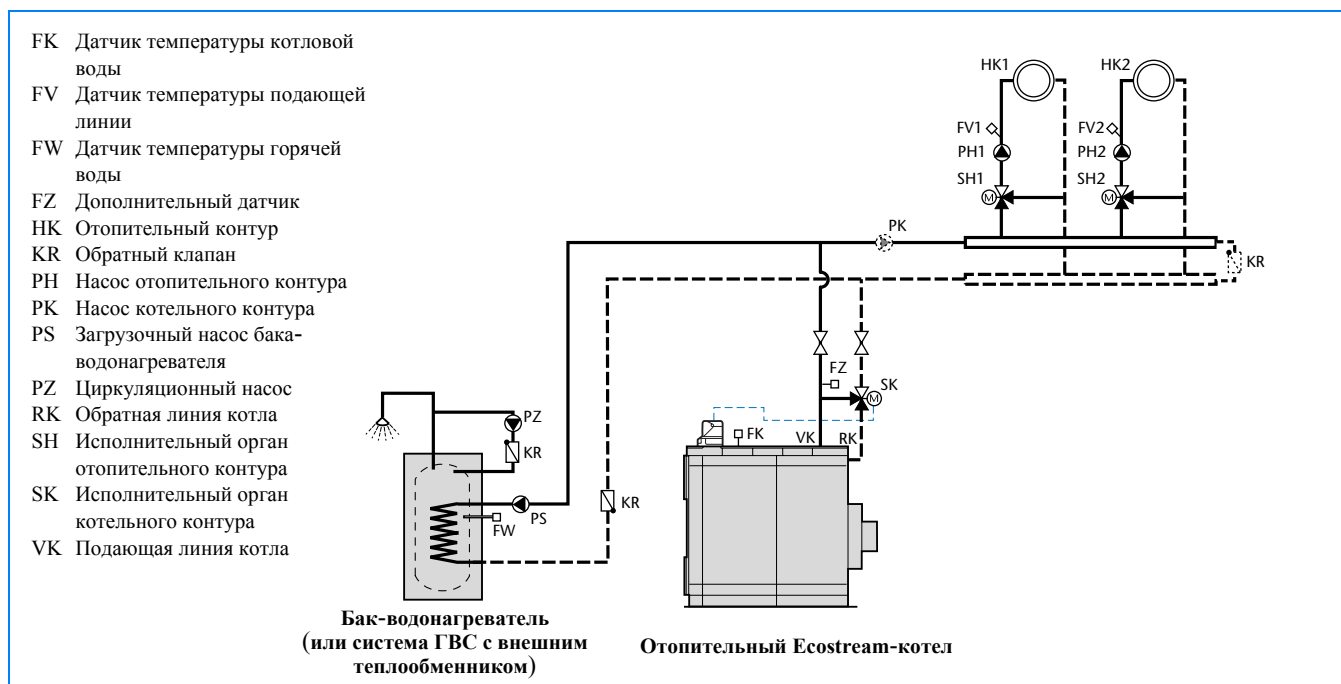 FK Датчик температуры котловой
воды
FV Датчик температуры подающей
линии
FW Датчик температуры горячей
воды
FZ Дополнительный датчик
HK Отопительный контур
KR Обратный клапан
PH Насос отопительного контура
PK Насос котельного контура
PS Загрузочный насос бака-
водонагревателя
PZ Циркуляционный насос
RK Обратная линия котла
SH Исполнительный орган
отопительного контура
SK Исполнительный орган
котельного контура
VK Подающая линия котла
HK1
HK2
FV1
FV2
PH1
PH2
SH1
SH2
M
M
PK
KR
FZ
SK
M
PZ
FK
VK
RK
KR
KR
PS
FW
Бак-водонагреватель
(или система ГВС с внешним
теплообменником)
Отопительный Ecostream-котел